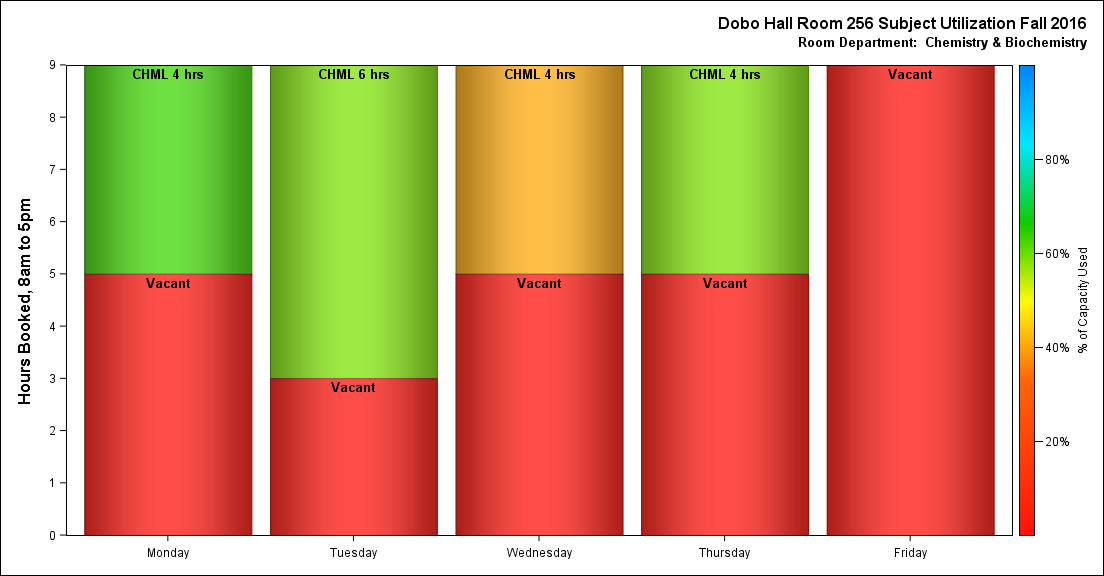 Dobo Hall Room 256 Subject Utilization Fall 2016
Room Department:  Chemistry & Biochemistry
Hours Booked, 8am to 5pm
9
8
7
6
5
4
3
2
1
0
CHML 4 hrs
Vacant
CHML 6 hrs
Vacant
CHML 4 hrs
Vacant
CHML 4 hrs
Vacant
Vacant
Monday
Tuesday
Wednesday
Thursday
Friday
80%
60%
40%
20%
% of Capacity Used